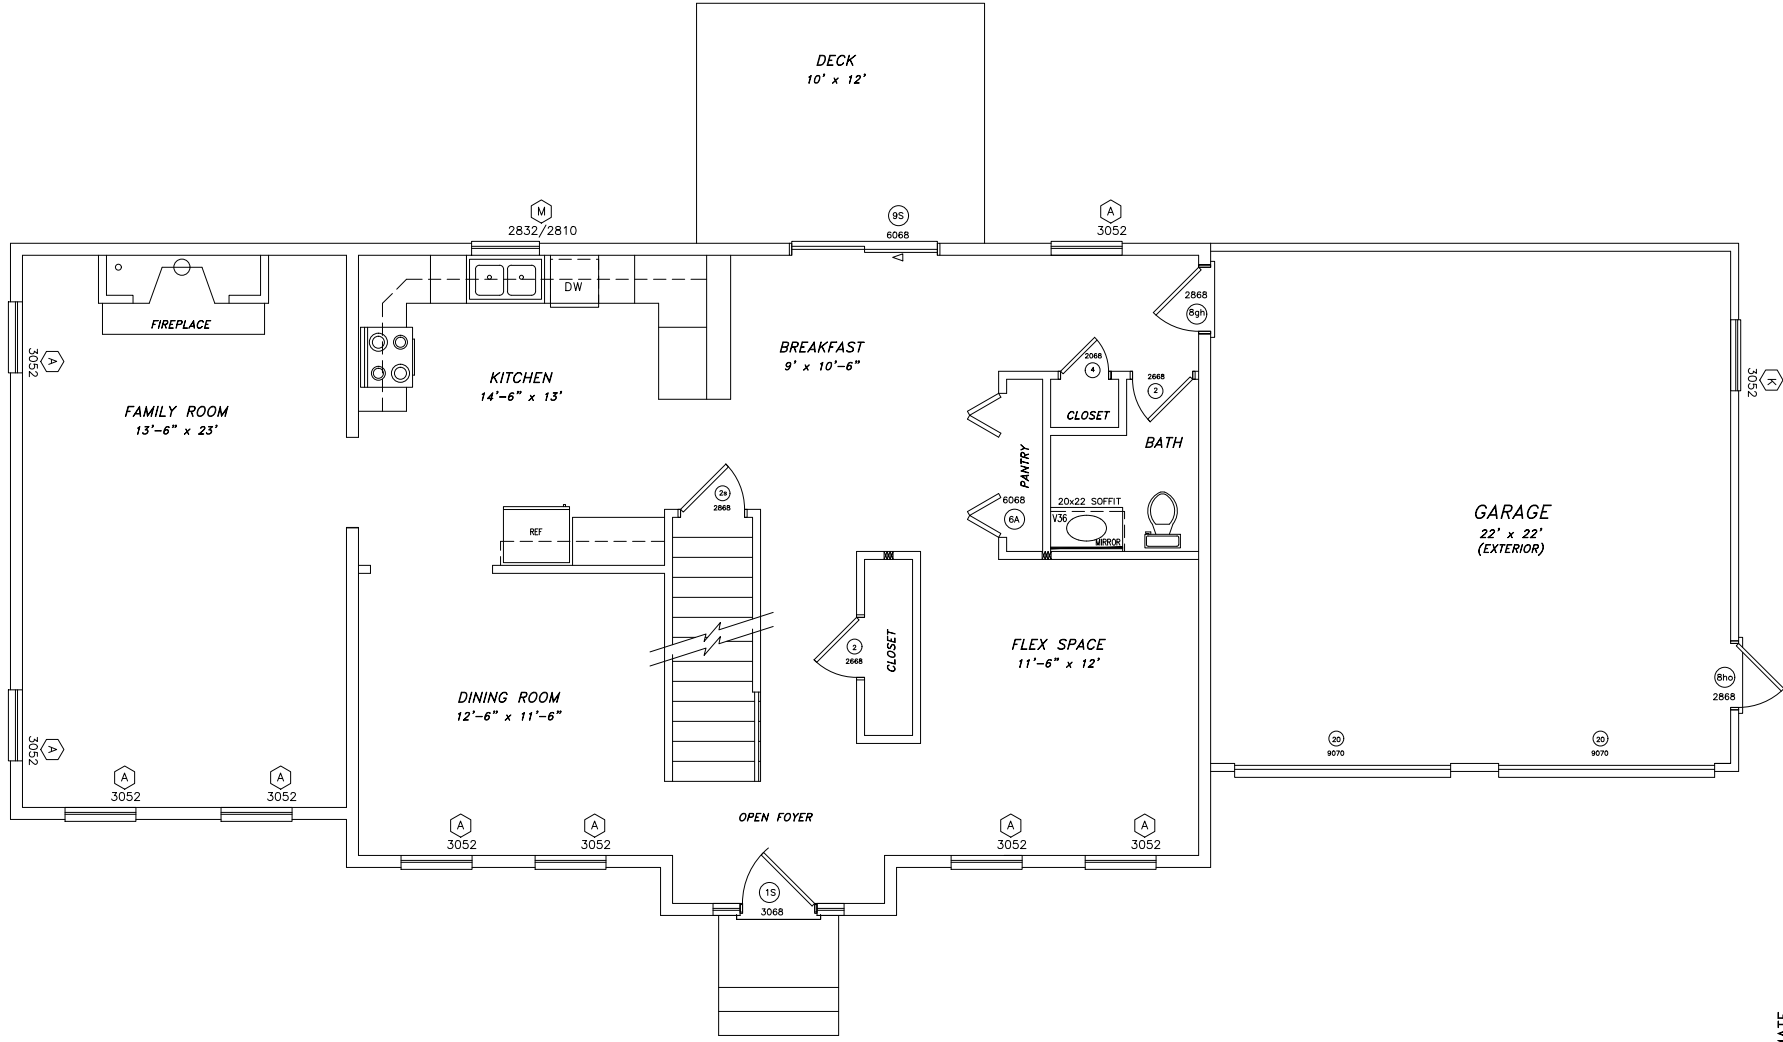 DECK
10' x 12'
M
2832/2810
9S
6068
A
3052
2868
8gh
DW
FIREPLACE
A
3052
FAMILY ROOM
13'-6" x 23'
KITCHEN
14'-6" x 13'
BREAKFAST
9' x 10'-6"
2068
4
2668
2
CLOSET
BATH
PANTRY
6068
6A
20x22 SOFFIT
V36
MIRROR
K
3052
GARAGE
22' x 22'
(EXTERIOR)
2s
2868
REF
CLOSET
2
2668
FLEX SPACE
11'-6" x 12'
8ho
2868
DINING ROOM
12'-6" x 11'-6"
A
3052
20
9070
20
9070
A
3052
A
3052
OPEN FOYER
A
3052
A
3052
A
3052
A
3052
1S
3068